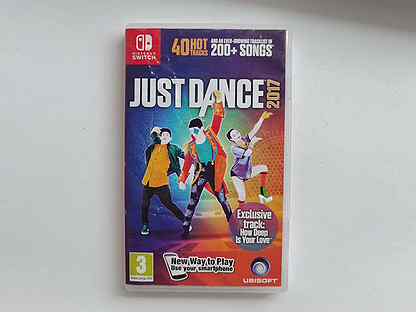 40 HOT TRACKS
AND AN EVER-GROWING TRACKLIST OF
200+ SONGS
NINTENDO
SWITCH
JUST DANCE
2017
Exclusive
track:
How Deep
Is Your Love
3
New Way to Play
Use your smartphone
UBISOFT